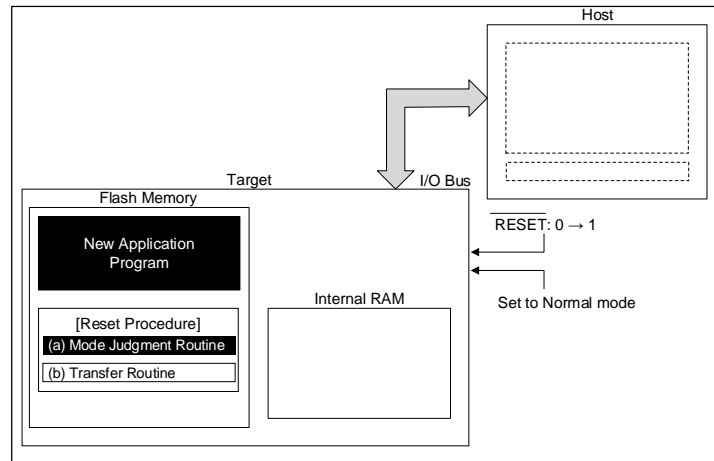 Host
Target
I/O Bus
Flash Memory
New Application
Program
[Reset Procedure]
(a) Mode Judgment Routine
(b) Transfer Routine
Internal RAM
RESET: 0 → 1
Set to Normal mode